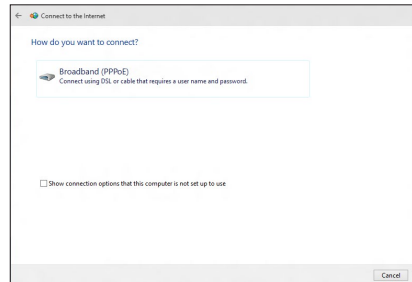 Connect to the Internet
How do you want to connect?
Broadband (PPPoE)
Connect using DSL or cable that requires a user name and password.
Show connection options that this computer is not set up to use
Cancel